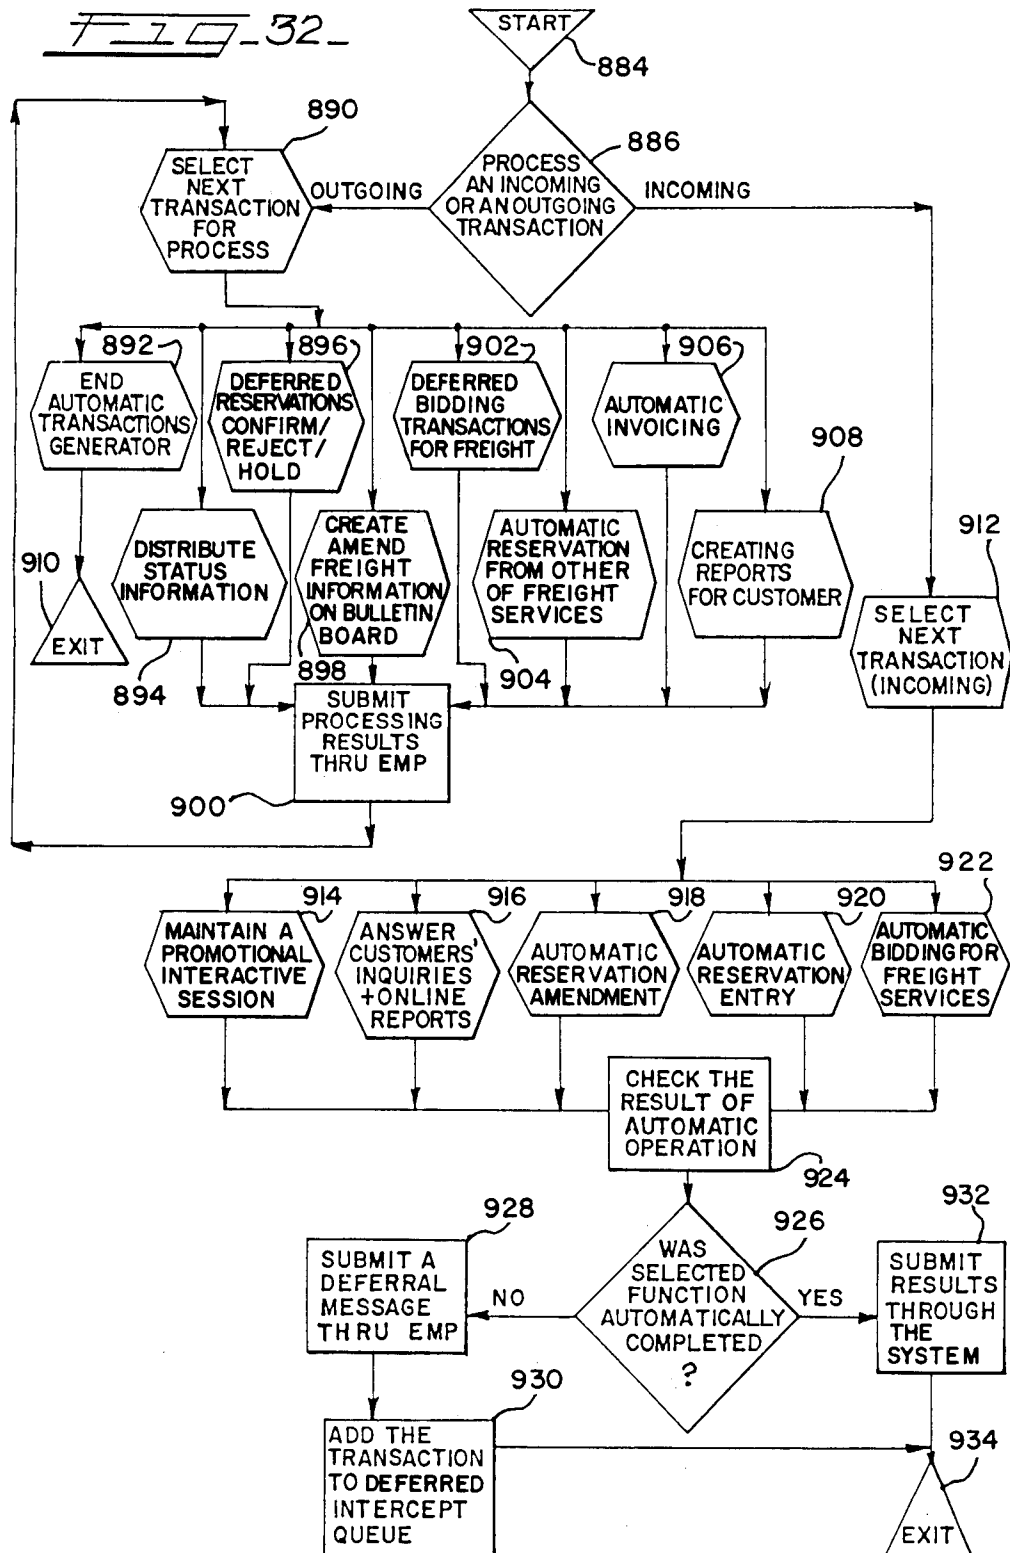 Fig-32-
START
884
886
PROCESS
AN INCOMING
OR AN OUTGOING
TRANSACTION
OUTGOING
INCOMING
890
SELECT
NEXT
TRANSACTION
FOR
PROCESS
892
END
AUTOMATIC
TRANSACTIONS
GENERATOR
896
DEFERRED
RESERVATIONS
CONFIRM/
REJECT/
HOLD
902
DEFERRED
BIDDING
TRANSACTIONS
FOR FREIGHT
906
AUTOMATIC
INVOICING
908
910
EXIT
DISTRIBUTE
STATUS
INFORMATION
894
CREATE
AMEND
FREIGHT
INFORMATION
ON BULLETIN
BOARD
898
AUTOMATIC
RESERVATION
FROM OTHER
OF FREIGHT
SERVICES
904
CREATING
REPORTS
FOR CUSTOMER
912
SELECT
NEXT
TRANSACTION
(INCOMING)
SUBMIT
PROCESSING
RESULTS
THRU EMP
900
914
MAINTAIN A
PROMOTIONAL
INTERACTIVE
SESSION
916
ANSWER
CUSTOMERS'
INQUIRIES
+ONLINE
REPORTS
918
AUTOMATIC
RESERVATION
AMENDMENT
920
AUTOMATIC
RESERVATION
ENTRY
922
AUTOMATIC
BIDDING FOR
FREIGHT
SERVICES
CHECK THE
RESULT OF
AUTOMATIC
OPERATION
924
926
WAS
SELECTED
FUNCTION
AUTOMATICALLY
COMPLETED
?
NO
YES
928
SUBMIT A
DEFERRAL
MESSAGE
THRU EMP
932
SUBMIT
RESULTS
THROUGH
THE
SYSTEM
930
ADD THE
TRANSACTION
TO DEFERRED
INTERCEPT
QUEUE
934
EXIT